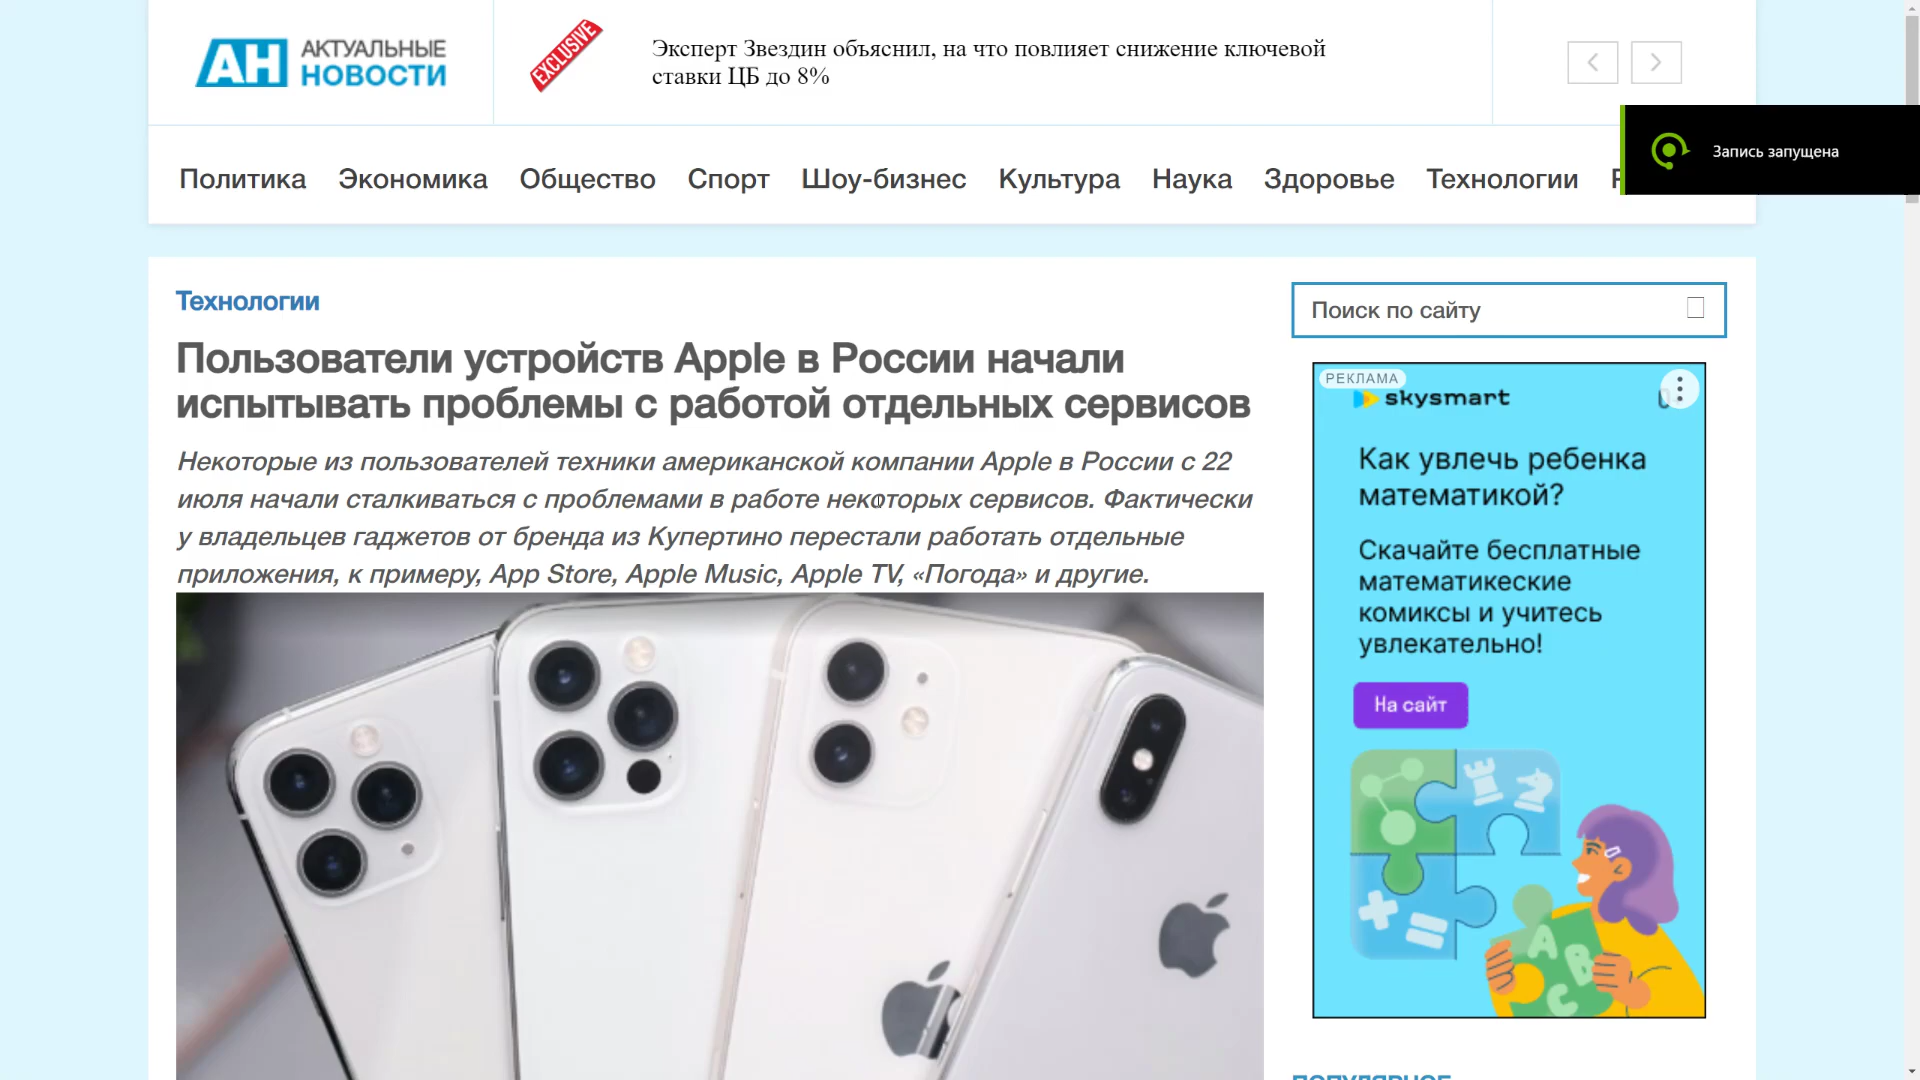 АН АКТУАЛЬНЫЕ
НОВОСТИ
EXCLUSIVE
Эксперт Звездин объяснил, на что повлияет снижение ключевой
ставки ЦБ до 8%
Запись запущена
Политика Экономика Общество Спорт Шоу-бизнес Культура Наука Здоровье Технологии
Технологии
Пользователи устройств Apple в России начали
испытывать проблемы с работой отдельных сервисов
Некоторые из пользователей техники американской компании Apple в России с 22
июля начали сталкиваться с проблемами в работе некоторых сервисов. Фактически
у владельцев гаджетов от бренда из Купертино перестали работать отдельные
приложения, к примеру, App Store, Apple Music, Apple TV, «Погода» и другие.
Поиск по сайту
РЕКЛАМА
skysmart
Как увлечь ребенка
математикой?
Скачайте бесплатные
математикеские
комиксы и учитесь
увлекательно!
На сайт
A B C
ПОПУЛЯРНОЕ